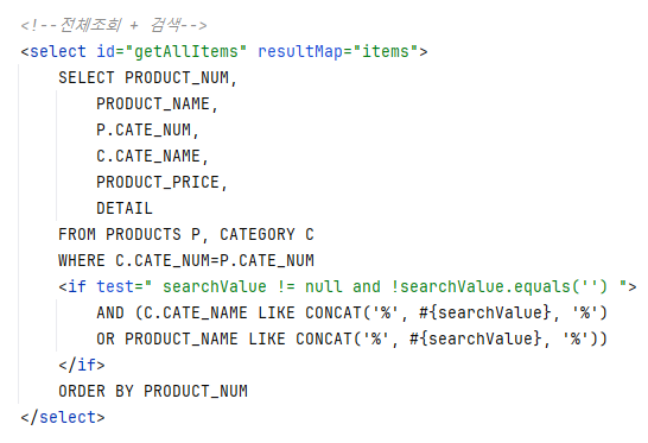 <!--전체조회 + 검색-->
<select id="getAllItems" resultMap="items">
SELECT PRODUCT_NUM,
PRODUCT_NAME,
P.CATE_NUM,
C.CATE_NAME,
PRODUCT_PRICE,
DETAIL
FROM PRODUCTS P, CATEGORY C
WHERE C.CATE_NUM=P.CATE_NUM
<if test=" searchValue != null and !searchValue.equals('') ">
AND (C.CATE_NAME LIKE CONCAT('%', #{searchValue}, '%')
OR PRODUCT_NAME LIKE CONCAT('%', #{searchValue}, '%'))
</if>
ORDER BY PRODUCT_NUM
</select>